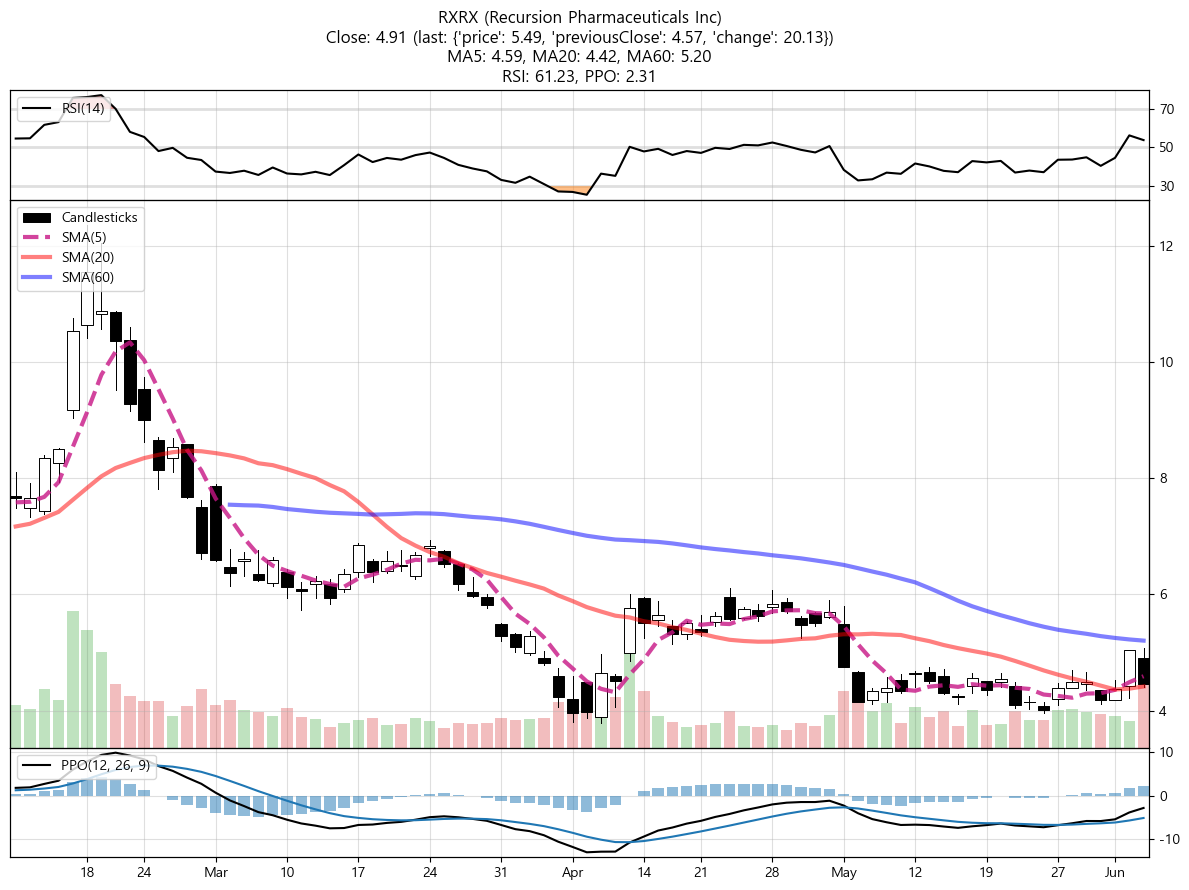 RXRX (Recursion Pharmaceuticals Inc)
Close: 4.91 (last: {'price': 5.49, 'previousClose': 4.57, 'change': 20.13})
MA5: 4.59, MA20: 4.42, MA60: 5.20
RSI: 61.23, PPO: 2.31
RSI(14)
70
50
30
Candlesticks
SMA(5)
SMA(20)
SMA(60)
12
10
8
6
4
PPO(12, 26, 9)
10
0
-10
18 24 Mar 10 17 24 31 Apr 14 21 28 May 12 19 27 Jun